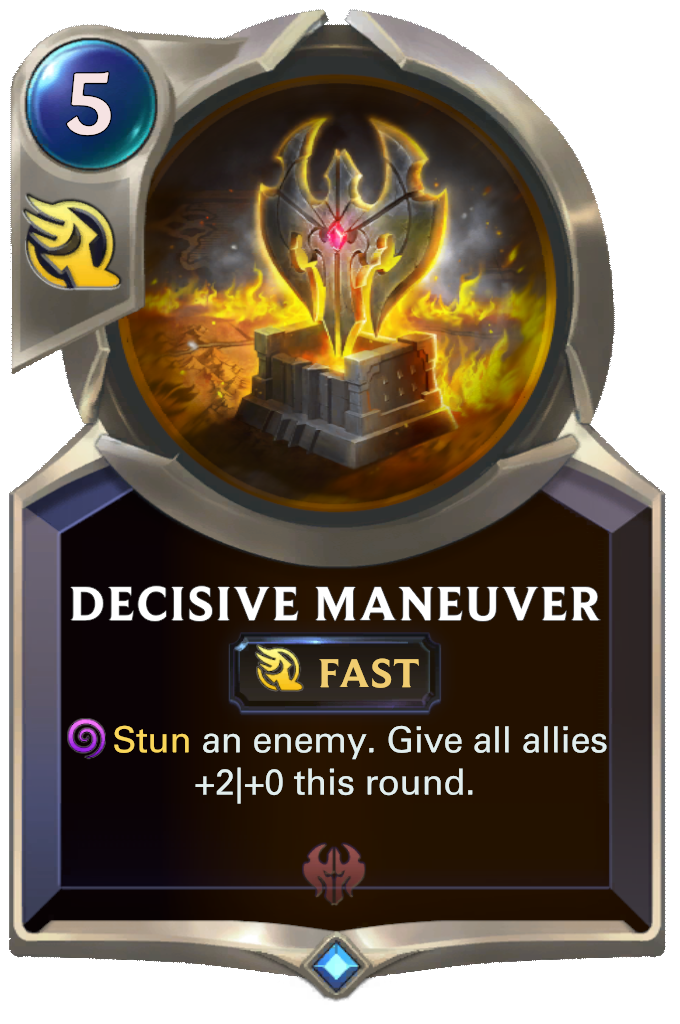 5
DECISIVE MANEUVER
FAST
Stun an enemy. Give all allies
+2|+0 this round.